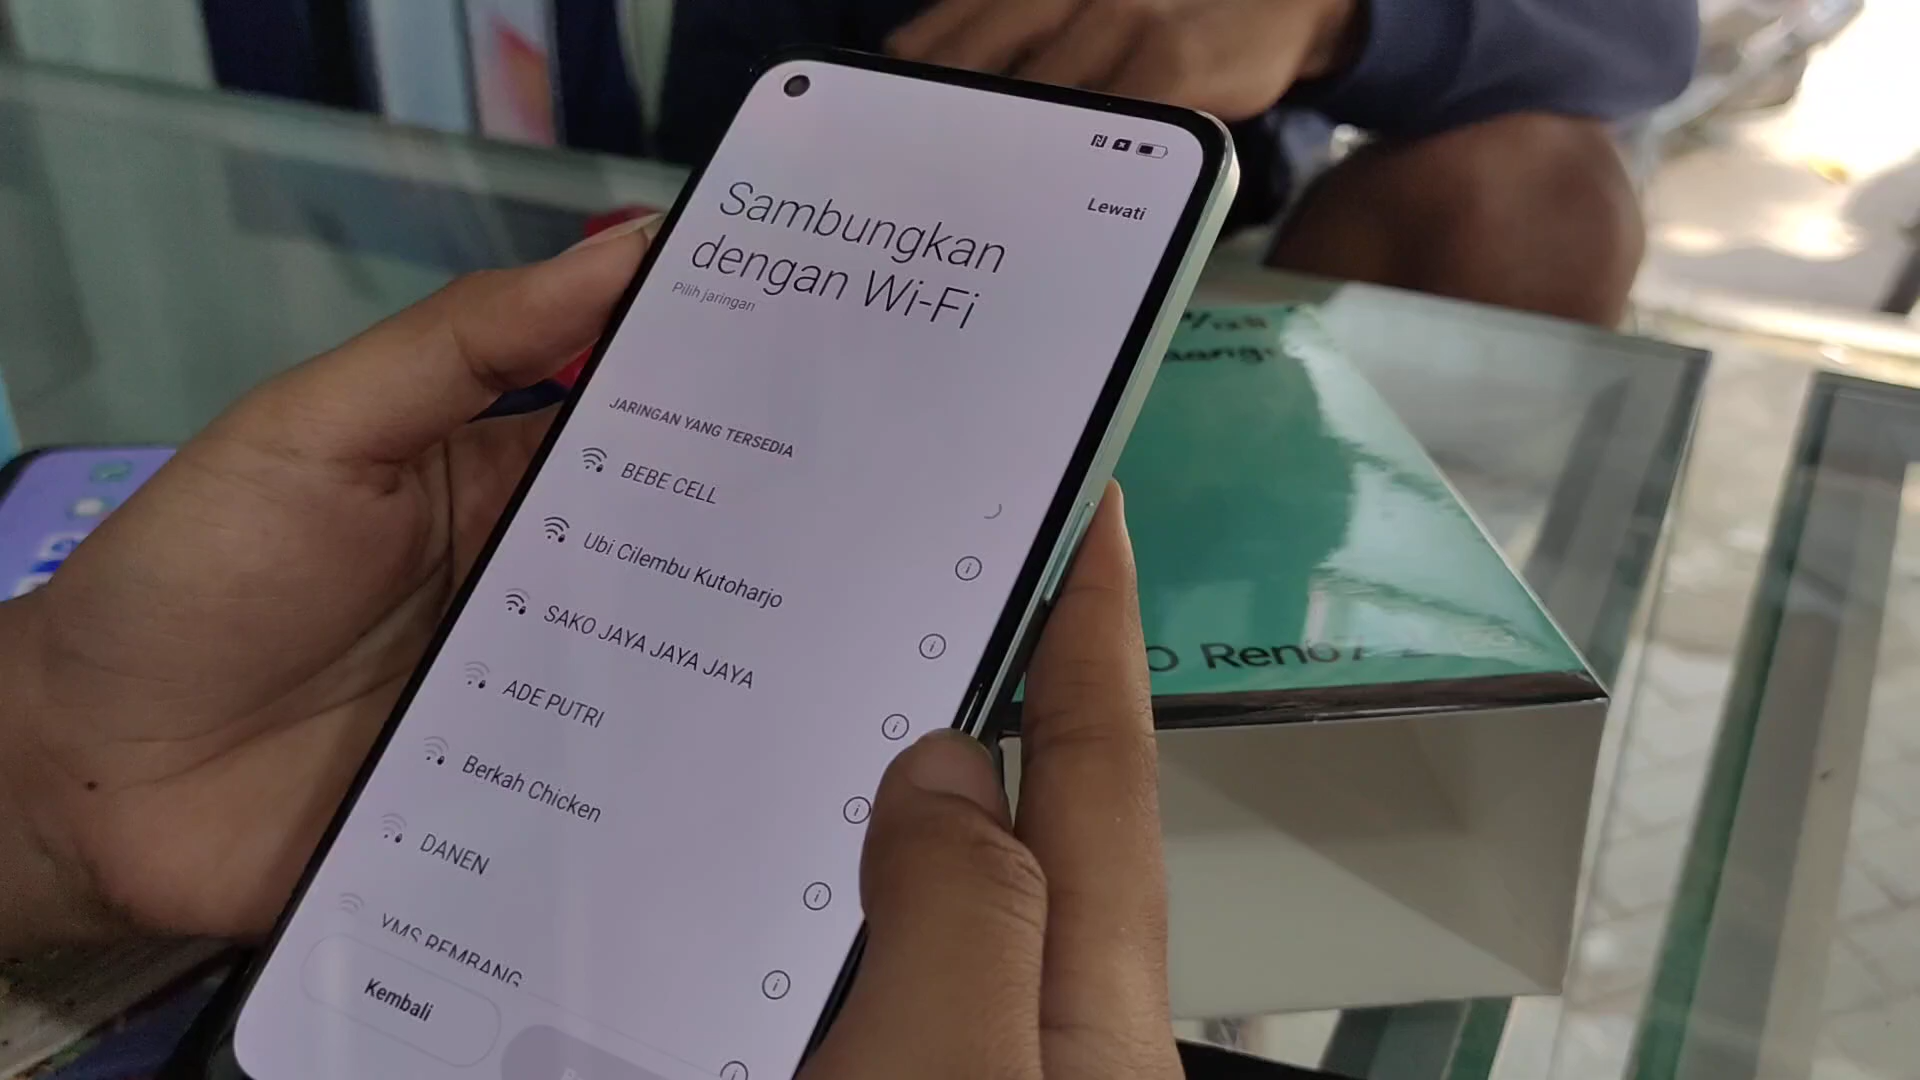 Lewati
Sambungkan
dengan Wi-Fi
Pilih jaringan
JARINGAN YANG TERSEDIA
BEBE CELL
Ubi Cilembu Kutoharjo
SAKO JAYA JAYA JAYA
ADE PUTRI
Berkah Chicken
DANEN
YMS REMBANG
Kembali
O Reno7